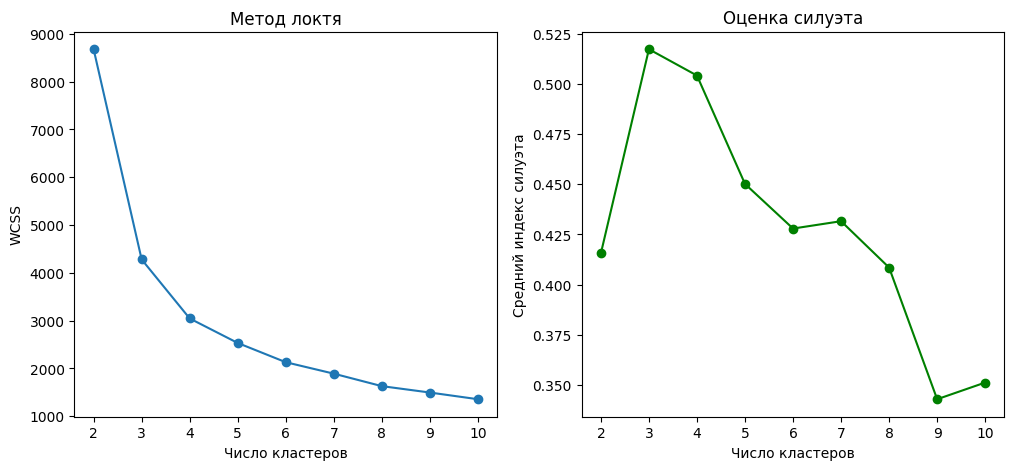 Метод локтя
9000
8000
7000
6000
5000
4000
3000
2000
1000
WCSS
2 3 4 5 6 7 8 9 10
Число кластеров
Оценка силуэта
0.525
0.500
0.475
0.450
0.425
0.400
0.375
0.350
Средний индекс силуэта
2 3 4 5 6 7 8 9 10
Число кластеров